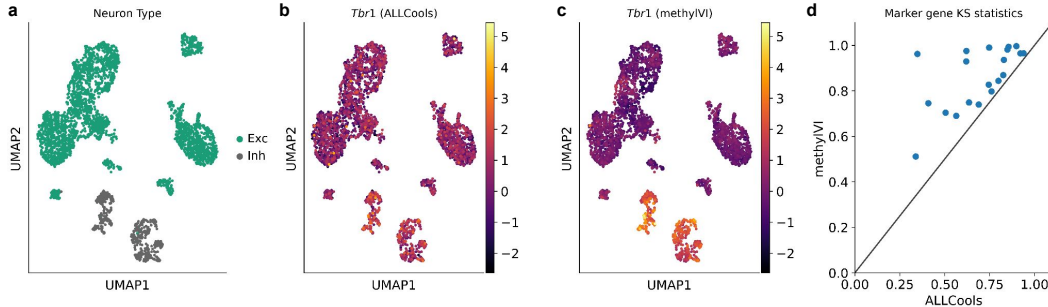 a
Neuron Type
UMAP2
UMAP1
Exc
Inh
b
Tbr1 (ALLCools)
UMAP2
UMAP1
5
4
3
2
1
0
−1
−2
c
Tbr1 (methylVI)
UMAP2
UMAP1
5
4
3
2
1
0
−1
−2
d
Marker gene KS statistics
methylVI
1.0
0.8
0.6
0.4
0.2
0.0
0.00 0.25 0.50 0.75 1.00
ALLCools